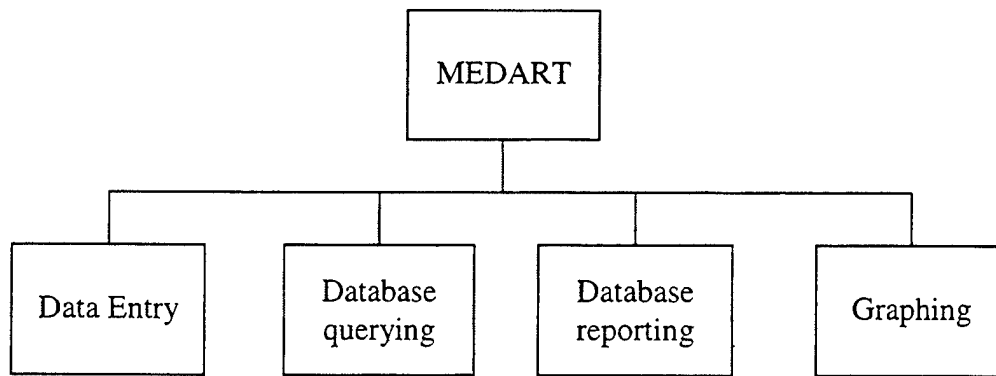 MEDART
Data Entry
Database
querying
Database
reporting
Graphing